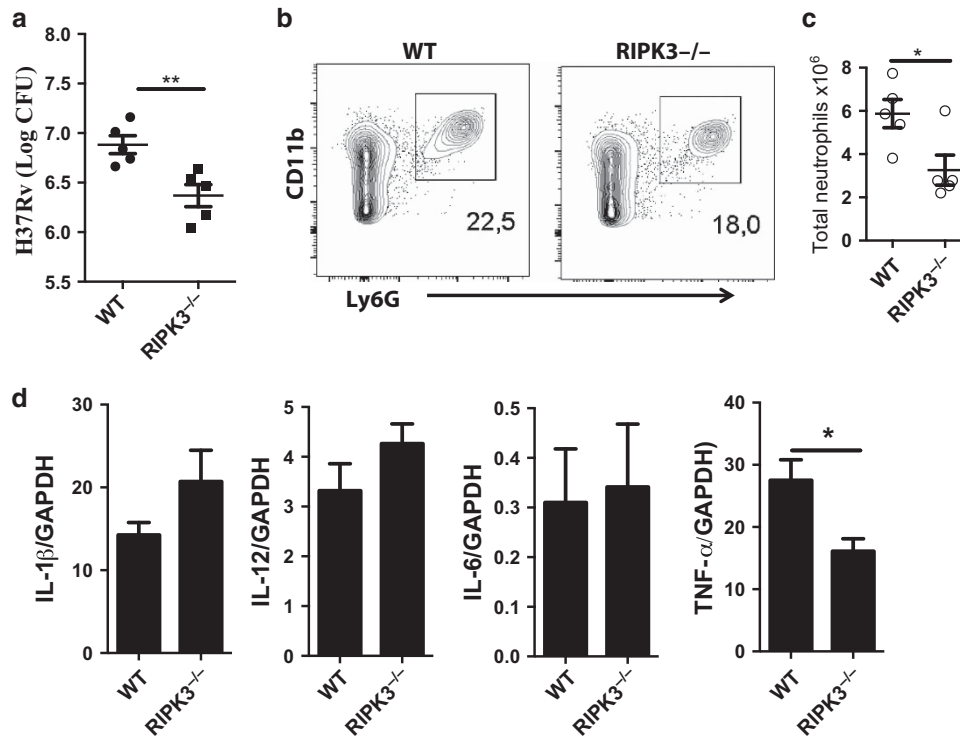 a
H37Rv (Log CFU)
8.0
7.5
7.0
6.5
6.0
5.5
**
WT
RIPK3−/−
b
WT
RIPK3−/−
CD11b
22,5
18,0
Ly6G
c
Total neutrophils x10⁶
8
6
4
2
0
*
WT
RIPK3−/−
d
IL-1β/GAPDH
30
20
10
0
WT
RIPK3−/−
IL-12/GAPDH
5
4
3
2
1
0
WT
RIPK3−/−
IL-6/GAPDH
0.5
0.4
0.3
0.2
0.1
0.0
WT
RIPK3−/−
TNF-α/GAPDH)
40
30
20
10
0
*
WT
RIPK3−/−